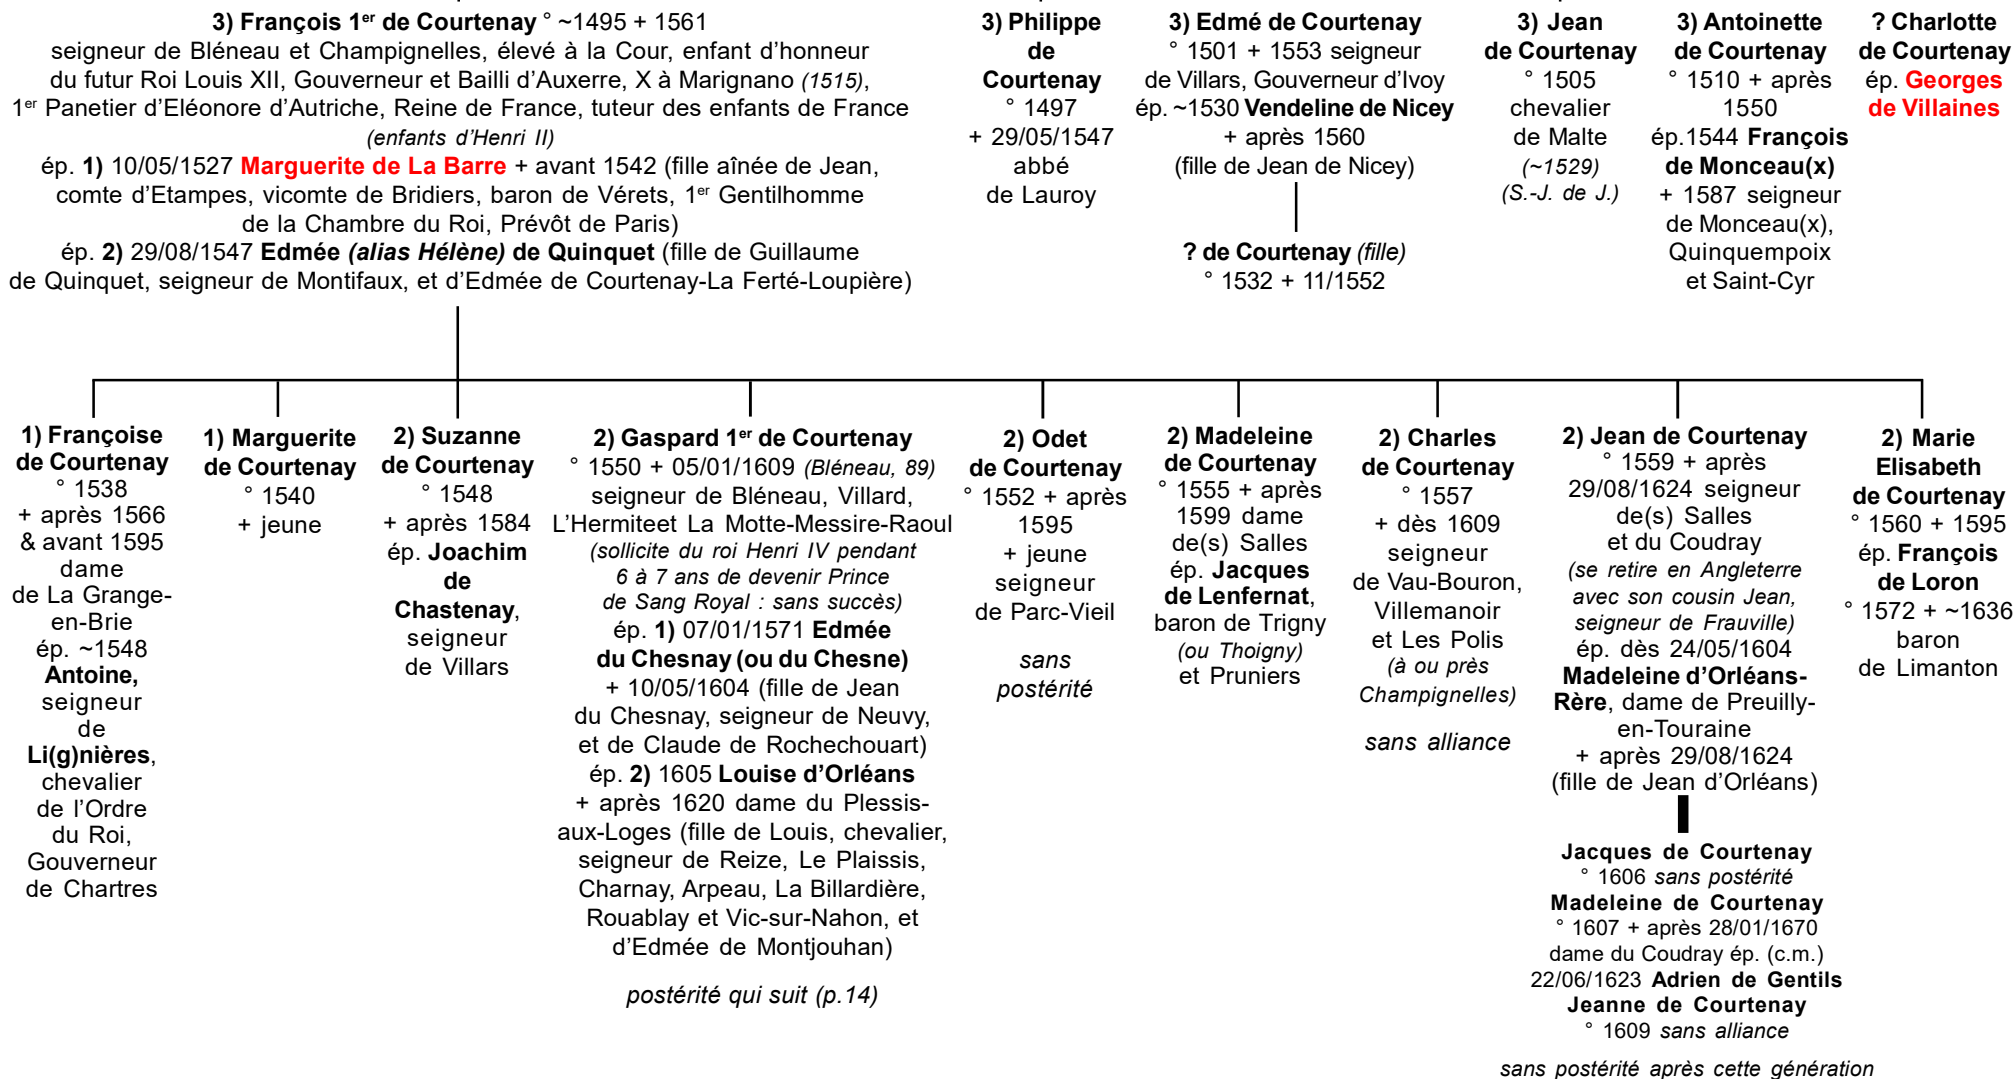 3) François 1er de Courtenay ° ~1495 + 1561
seigneur de Bléneau et Champignelles, élevé à la Cour, enfant d’honneur
du futur Roi Louis XII, Gouverneur et Bailli d’Auxerre, X à Marignano (1515),
1er Panetier d’Eléonore d’Autriche, Reine de France, tuteur des enfants de France
(enfants d’Henri II)
ép. 1) 10/05/1527 Marguerite de La Barre + avant 1542 (fille aînée de Jean,
comte d’Etampes, vicomte de Bridiers, baron de Vérets, 1er Gentilhomme
de la Chambre du Roi, Prévôt de Paris)
ép. 2) 29/08/1547 Edmée (alias Hélène) de Quinquet (fille de Guillaume
de Quinquet, seigneur de Montifaux, et d’Edmée de Courtenay-La Ferté-Loupière)
3) Philippe
de
Courtenay
° 1497
+ 29/05/1547
abbé
de Lauroy
3) Edmé de Courtenay
° 1501 + 1553 seigneur
de Villars, Gouverneur d’Ivoy
ép. ~1530 Vendeline de Nicey
+ après 1560
(fille de Jean de Nicey)
? de Courtenay (fille)
° 1532 + 11/1552
3) Jean
de Courtenay
° 1505
chevalier
de Malte
(~1529)
(S.-J. de J.)
3) Antoinette
de Courtenay
° 1510 + après
1550
ép.1544 François
de Monceau(x)
+ 1587 seigneur
de Monceau(x),
Quinquempoix
et Saint-Cyr
? Charlotte
de Courtenay
ép. Georges
de Villaines
1) Françoise
de Courtenay
° 1538
+ après 1566
& avant 1595
dame
de La Grange-
en-Brie
ép. ~1548
Antoine,
seigneur
de
Li(g)nières,
chevalier
de l’Ordre
du Roi,
Gouverneur
de Chartres
1) Marguerite
de Courtenay
° 1540
+ jeune
2) Suzanne
de Courtenay
° 1548
+ après 1584
ép. Joachim
de
Chastenay,
seigneur
de Villars
2) Gaspard 1er de Courtenay
° 1550 + 05/01/1609 (Bléneau, 89)
seigneur de Bléneau, Villard,
L’Hermiteet La Motte-Messire-Raoul
(sollicite du roi Henri IV pendant
6 à 7 ans de devenir Prince
de Sang Royal : sans succès)
ép. 1) 07/01/1571 Edmée
du Chesnay (ou du Chesne)
+ 10/05/1604 (fille de Jean
du Chesnay, seigneur de Neuvy,
et de Claude de Rochechouart)
ép. 2) 1605 Louise d’Orléans
+ après 1620 dame du Plessis-
aux-Loges (fille de Louis, chevalier,
seigneur de Reize, Le Plaissis,
Charnay, Arpeau, La Billardière,
Rouablay et Vic-sur-Nahon, et
d’Edmée de Montjouhan)
postérité qui suit (p.14)
2) Odet
de Courtenay
° 1552 + après
1595
+ jeune
seigneur
de Parc-Vieil
sans
postérité
2) Madeleine
de Courtenay
° 1555 + après
1599 dame
de(s) Salles
ép. Jacques
de Lenfernat,
baron de Trigny
(ou Thoigny)
et Pruniers
2) Charles
de Courtenay
° 1557
+ dès 1609
seigneur
de Vau-Bouron,
Villemanoir
et Les Polis
(à ou près
Champignelles)
sans alliance
2) Jean de Courtenay
° 1559 + après
29/08/1624 seigneur
de(s) Salles
et du Coudray
(se retire en Angleterre
avec son cousin Jean,
seigneur de Frauville)
ép. dès 24/05/1604
Madeleine d’Orléans-
Rère, dame de Preuilly-
en-Touraine
+ après 29/08/1624
(fille de Jean d’Orléans)
Jacques de Courtenay
° 1606 sans postérité
Madeleine de Courtenay
° 1607 + après 28/01/1670
dame du Coudray ép. (c.m.)
22/06/1623 Adrien de Gentils
Jeanne de Courtenay
° 1609 sans alliance
sans postérité après cette génération
2) Marie
Elisabeth
de Courtenay
° 1560 + 1595
ép. François
de Loron
° 1572 + ~1636
baron
de Limanton